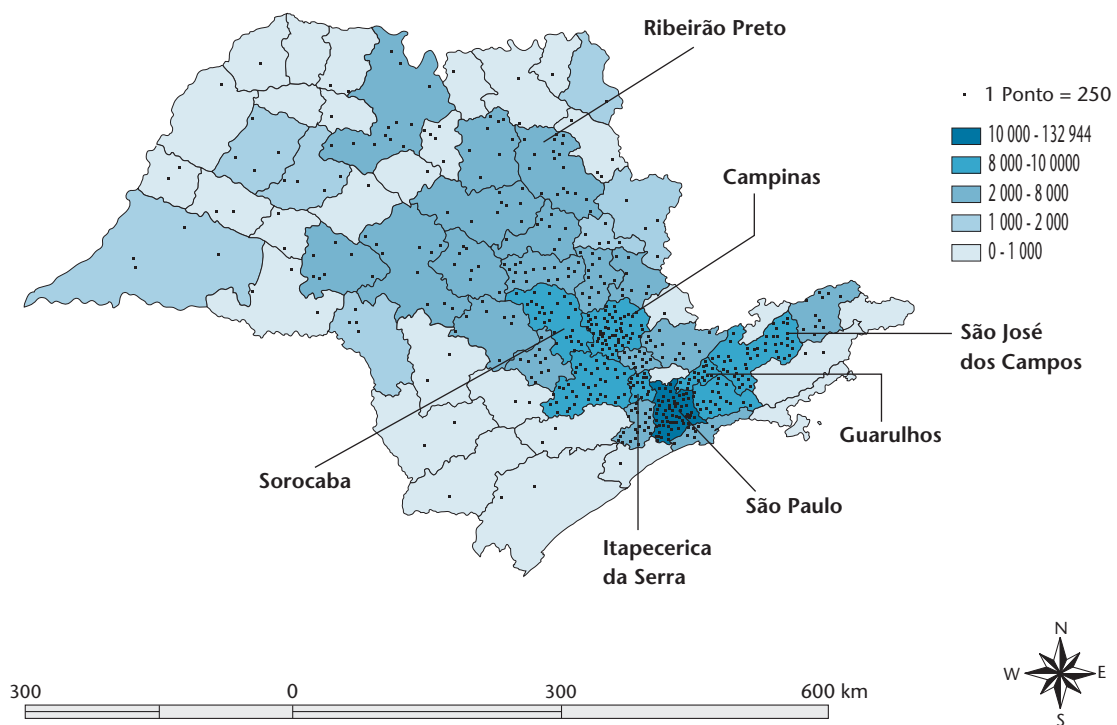 Ribeirão Preto
1 Ponto = 250
10 000 - 132 944
8 000 -10 0000
2 000 - 8 000
1 000 - 2 000
0 - 1 000
Campinas
São José
dos Campos
Guarulhos
Sorocaba
São Paulo
Itapecerica
da Serra
N
W E
S
300 0 300 600 km